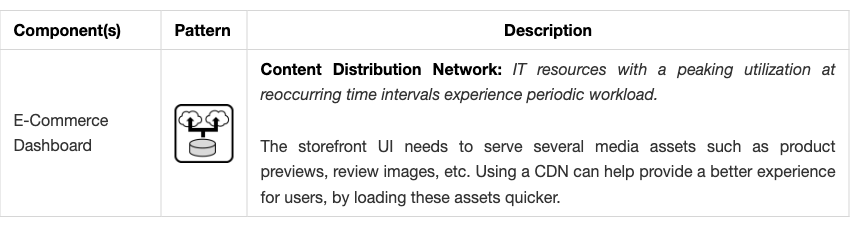 Component(s) Pattern Description
Content Distribution Network: IT resources with a peaking utilization at
reoccurring time intervals experience periodic workload.
E-Commerce
Dashboard
The storefront UI needs to serve several media assets such as product
previews, review images, etc. Using a CDN can help provide a better experience
for users, by loading these assets quicker.